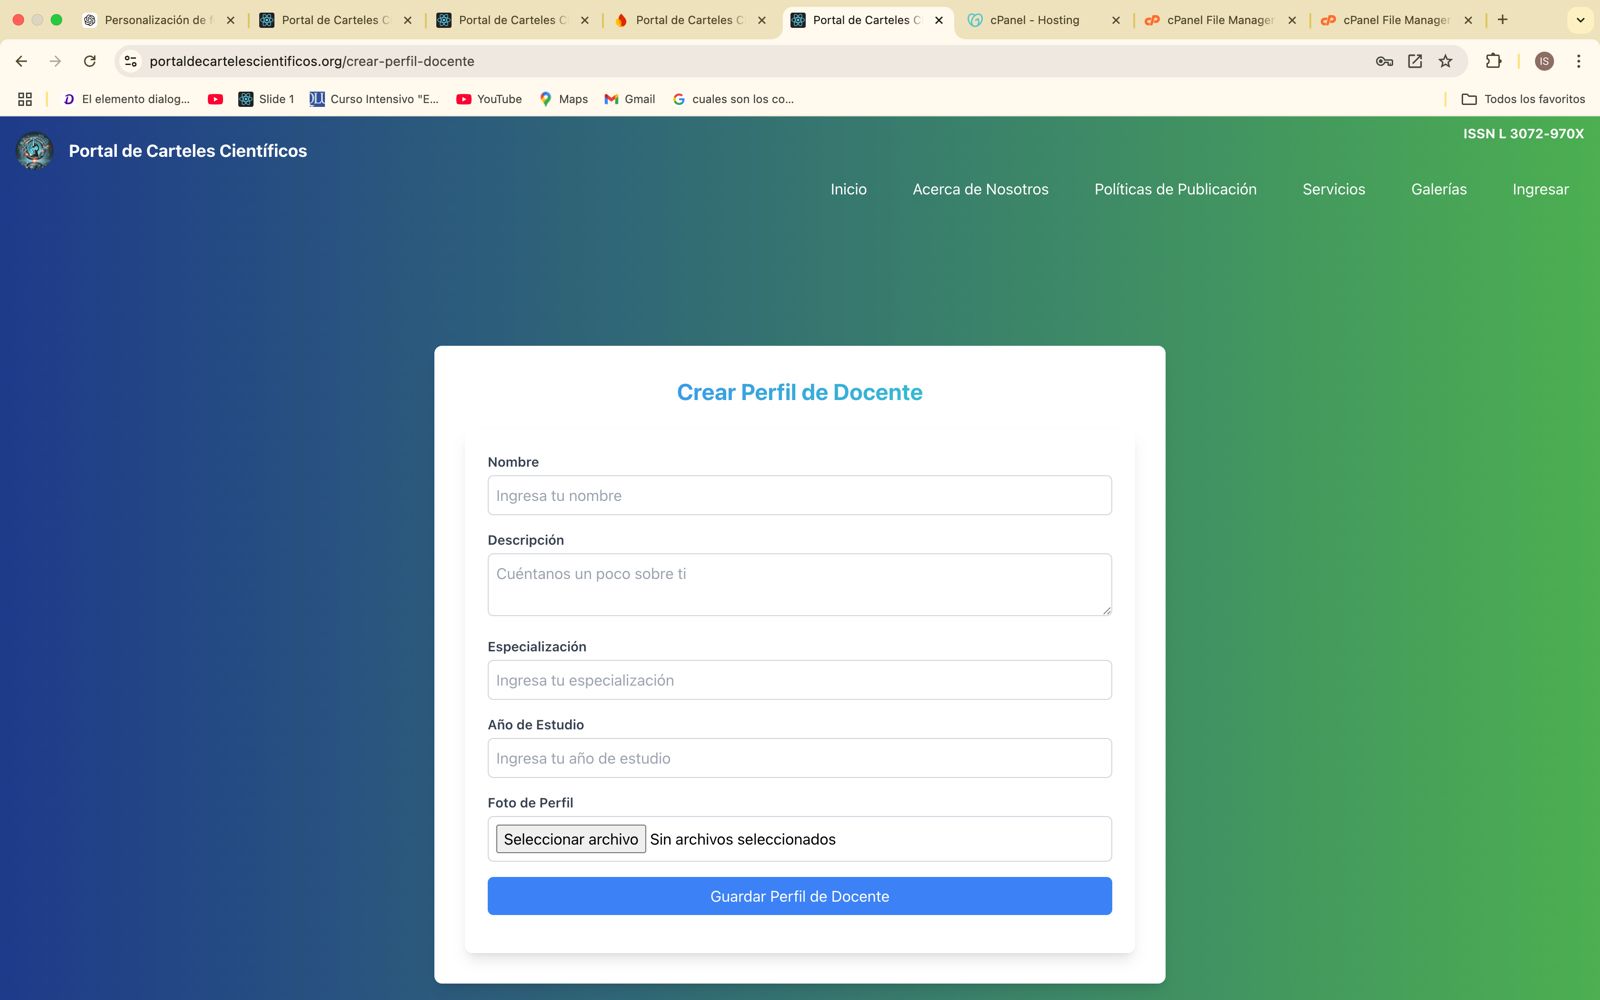 Personalización de f
Portal de Carteles C
Portal de Carteles C
Portal de Carteles C
Portal de Carteles C
cPanel - Hosting
cPanel File Manager
cPanel File Manager
portaldecartelescientificos.org/crear-perfil-docente
IS
El elemento dialog...
Slide 1
Curso Intensivo "E...
YouTube
Maps
Gmail
cuales son los co...
Todos los favoritos
ISSN L 3072-970X
Portal de Carteles Científicos
Inicio
Acerca de Nosotros
Políticas de Publicación
Servicios
Galerías
Ingresar
Crear Perfil de Docente
Nombre
Ingresa tu nombre
Descripción
Cuéntanos un poco sobre ti
Especialización
Ingresa tu especialización
Año de Estudio
Ingresa tu año de estudio
Foto de Perfil
Seleccionar archivo Sin archivos seleccionados
Guardar Perfil de Docente